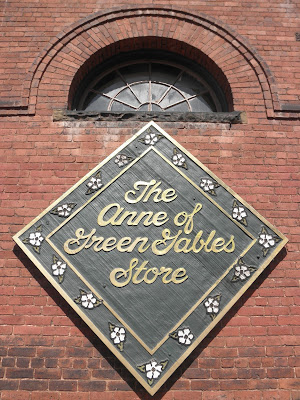 The
Anne of
Green Gables
Store